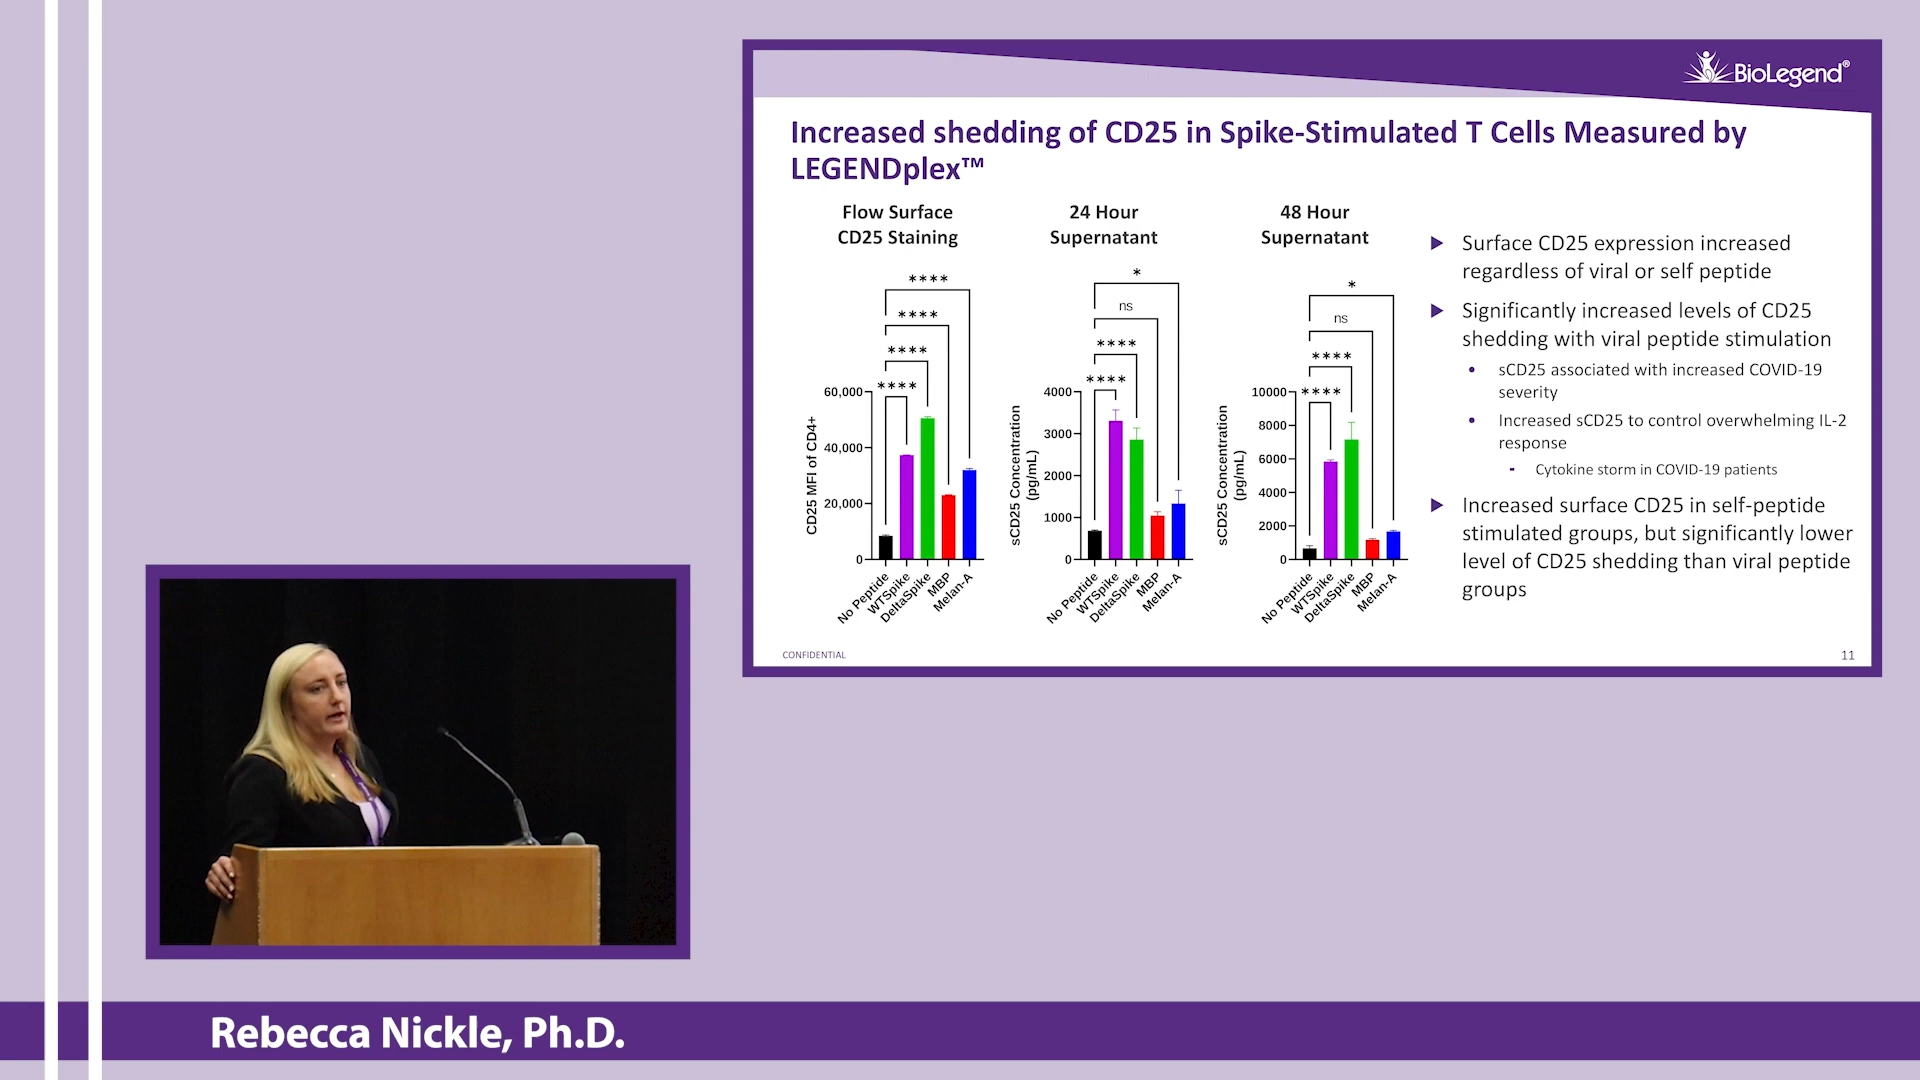 BioLegend®
Increased shedding of CD25 in Spike-Stimulated T Cells Measured by
LEGENDplex™
Flow Surface
CD25 Staining
****
****
****
****
60,000
40,000
20,000
0
CD25 MFI of CD4+
No Peptide
WTSpike
DeltaSpike
MBP
Melan-A
24 Hour
Supernatant
*
ns
****
****
4000
3000
2000
1000
0
sCD25 Concentration
(pg/mL)
No Peptide
WTSpike
DeltaSpike
MBP
Melan-A
48 Hour
Supernatant
*
ns
****
****
10000
8000
6000
4000
2000
0
sCD25 Concentration
(pg/mL)
No Peptide
WTSpike
DeltaSpike
MBP
Melan-A
Surface CD25 expression increased
regardless of viral or self peptide
Significantly increased levels of CD25
shedding with viral peptide stimulation
sCD25 associated with increased COVID-19
severity
Increased sCD25 to control overwhelming IL-2
response
Cytokine storm in COVID-19 patients
Increased surface CD25 in self-peptide
stimulated groups, but significantly lower
level of CD25 shedding than viral peptide
groups
CONFIDENTIAL
11
Rebecca Nickle, Ph.D.